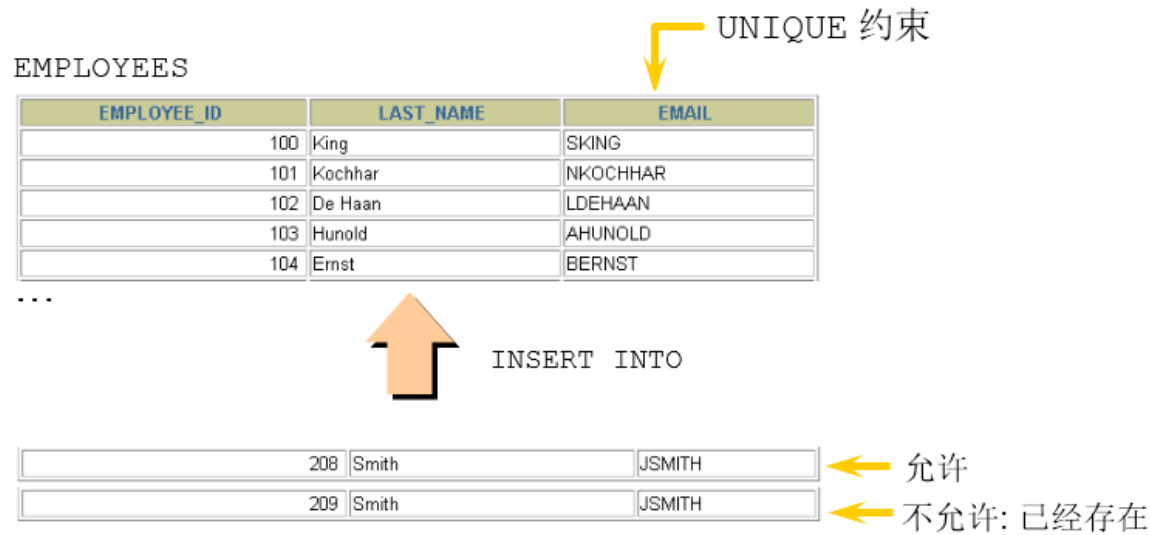 UNIQUE 约束
EMPLOYEES
EMPLOYEE_ID LAST_NAME EMAIL
100 King SKING
101 Kochhar NKOCHHAR
102 De Haan LDEHAAN
103 Hunold AHUNOLD
104 Ernst BERNST
...
INSERT INTO
208 Smith JSMITH 允许
209 Smith JSMITH 不允许: 已经存在